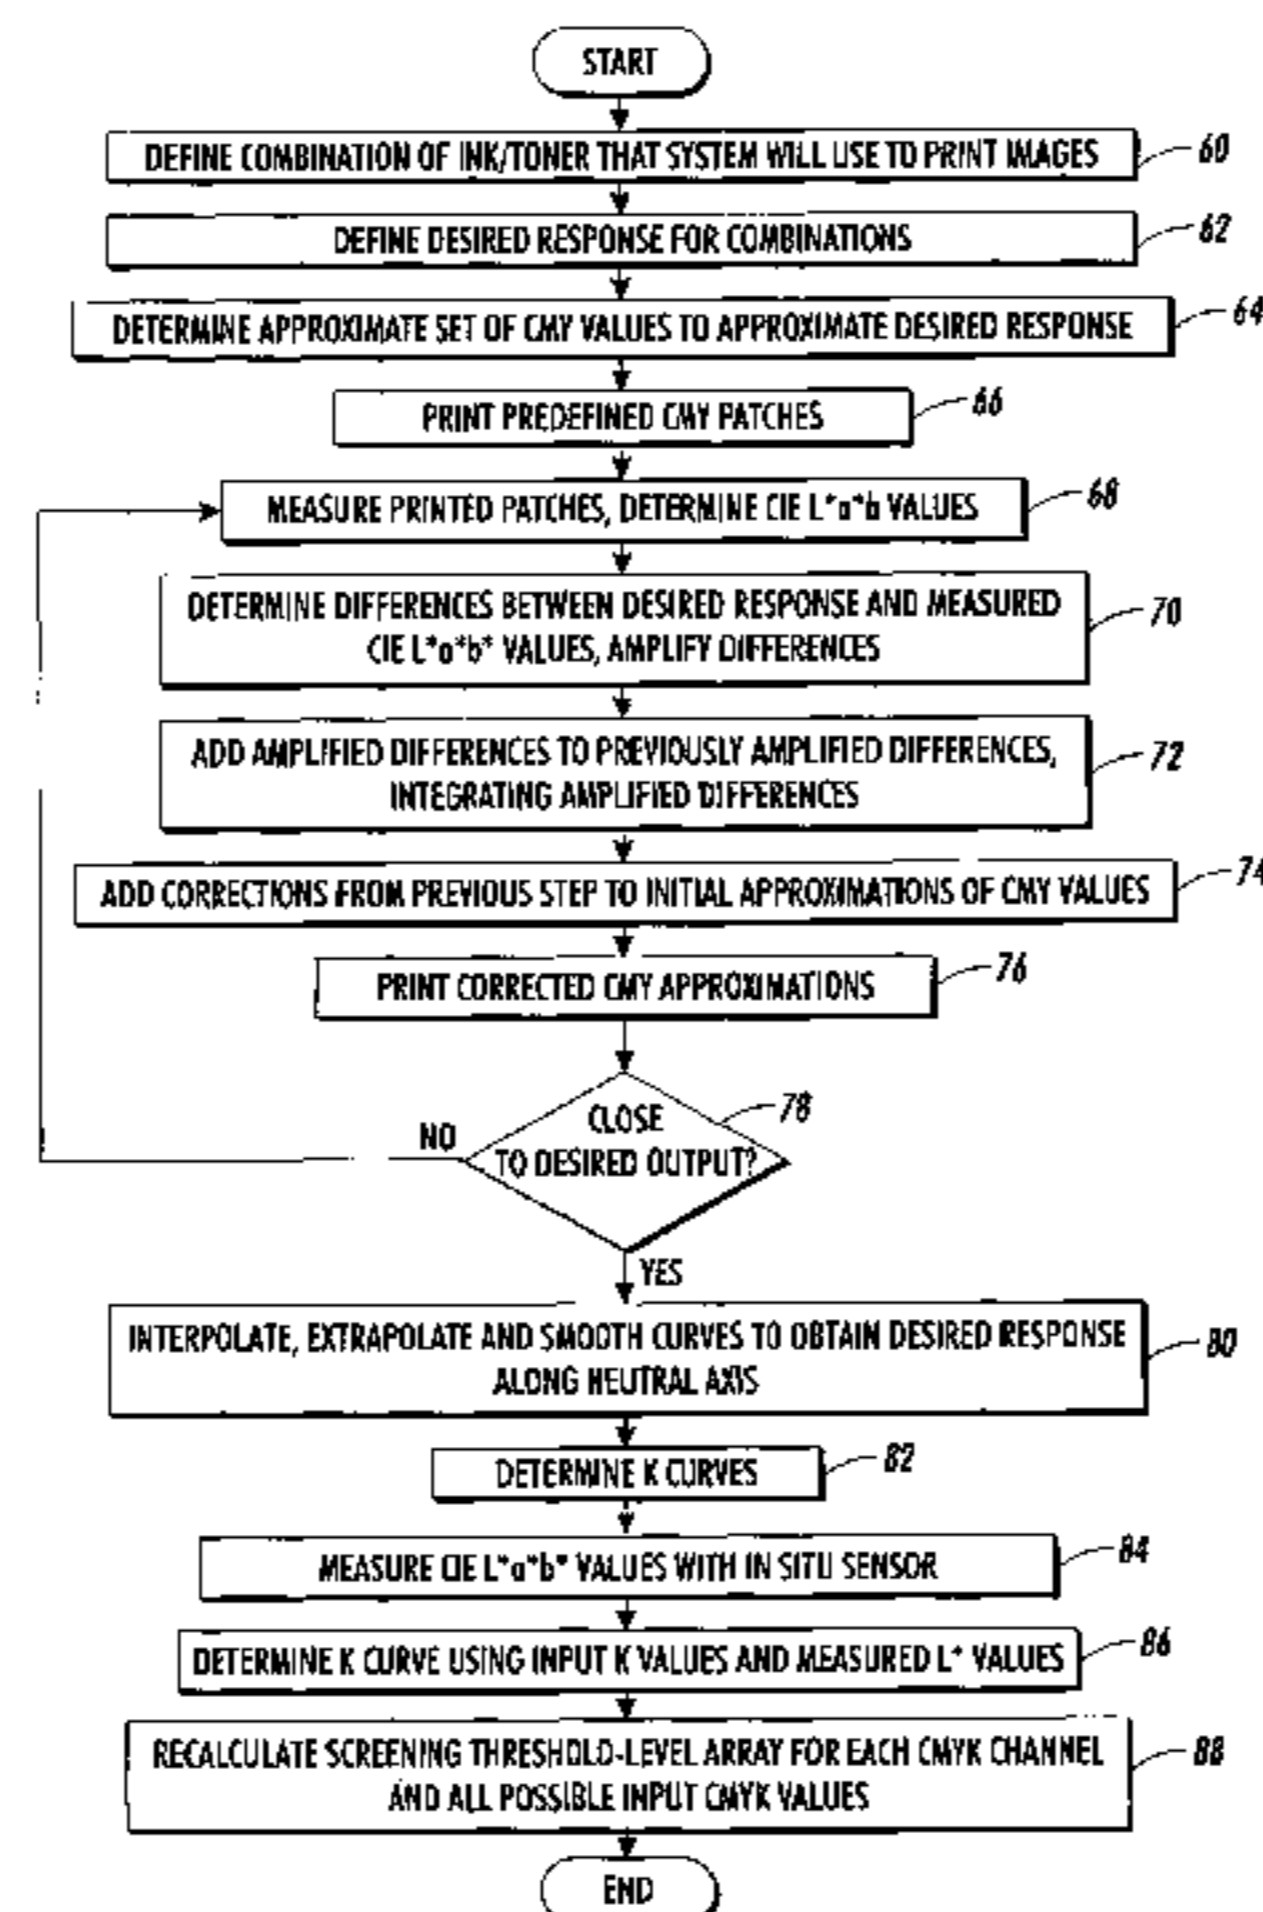 START
DEFINE COMBINATION OF INK/TONER THAT SYSTEM WILL USE TO PRINT IMAGES
60
DEFINE DESIRED RESPONSE FOR COMBINATIONS
62
DETERMINE APPROXIMATE SET OF CMY VALUES TO APPROXIMATE DESIRED RESPONSE
64
PRINT PREDEFINED CMY PATCHES
66
MEASURE PRINTED PATCHES, DETERMINE CIE L*a*b VALUES
68
DETERMINE DIFFERENCES BETWEEN DESIRED RESPONSE AND MEASURED
CIE L*a*b* VALUES, AMPLIFY DIFFERENCES
70
ADD AMPLIFIED DIFFERENCES TO PREVIOUSLY AMPLIFIED DIFFERENCES,
INTEGRATING AMPLIFIED DIFFERENCES
72
ADD CORRECTIONS FROM PREVIOUS STEP TO INITIAL APPROXIMATIONS OF CMY VALUES
74
PRINT CORRECTED CMY APPROXIMATIONS
76
CLOSE
TO DESIRED OUTPUT?
78
NO
YES
INTERPOLATE, EXTRAPOLATE AND SMOOTH CURVES TO OBTAIN DESIRED RESPONSE
ALONG NEUTRAL AXIS
80
DETERMINE K CURVES
82
MEASURE CIE L*a*b* VALUES WITH IN SITU SENSOR
84
DETERMINE K CURVE USING INPUT K VALUES AND MEASURED L* VALUES
86
RECALCULATE SCREENING THRESHOLD-LEVEL ARRAY FOR EACH CMYK CHANNEL
AND ALL POSSIBLE INPUT CMYK VALUES
88
END